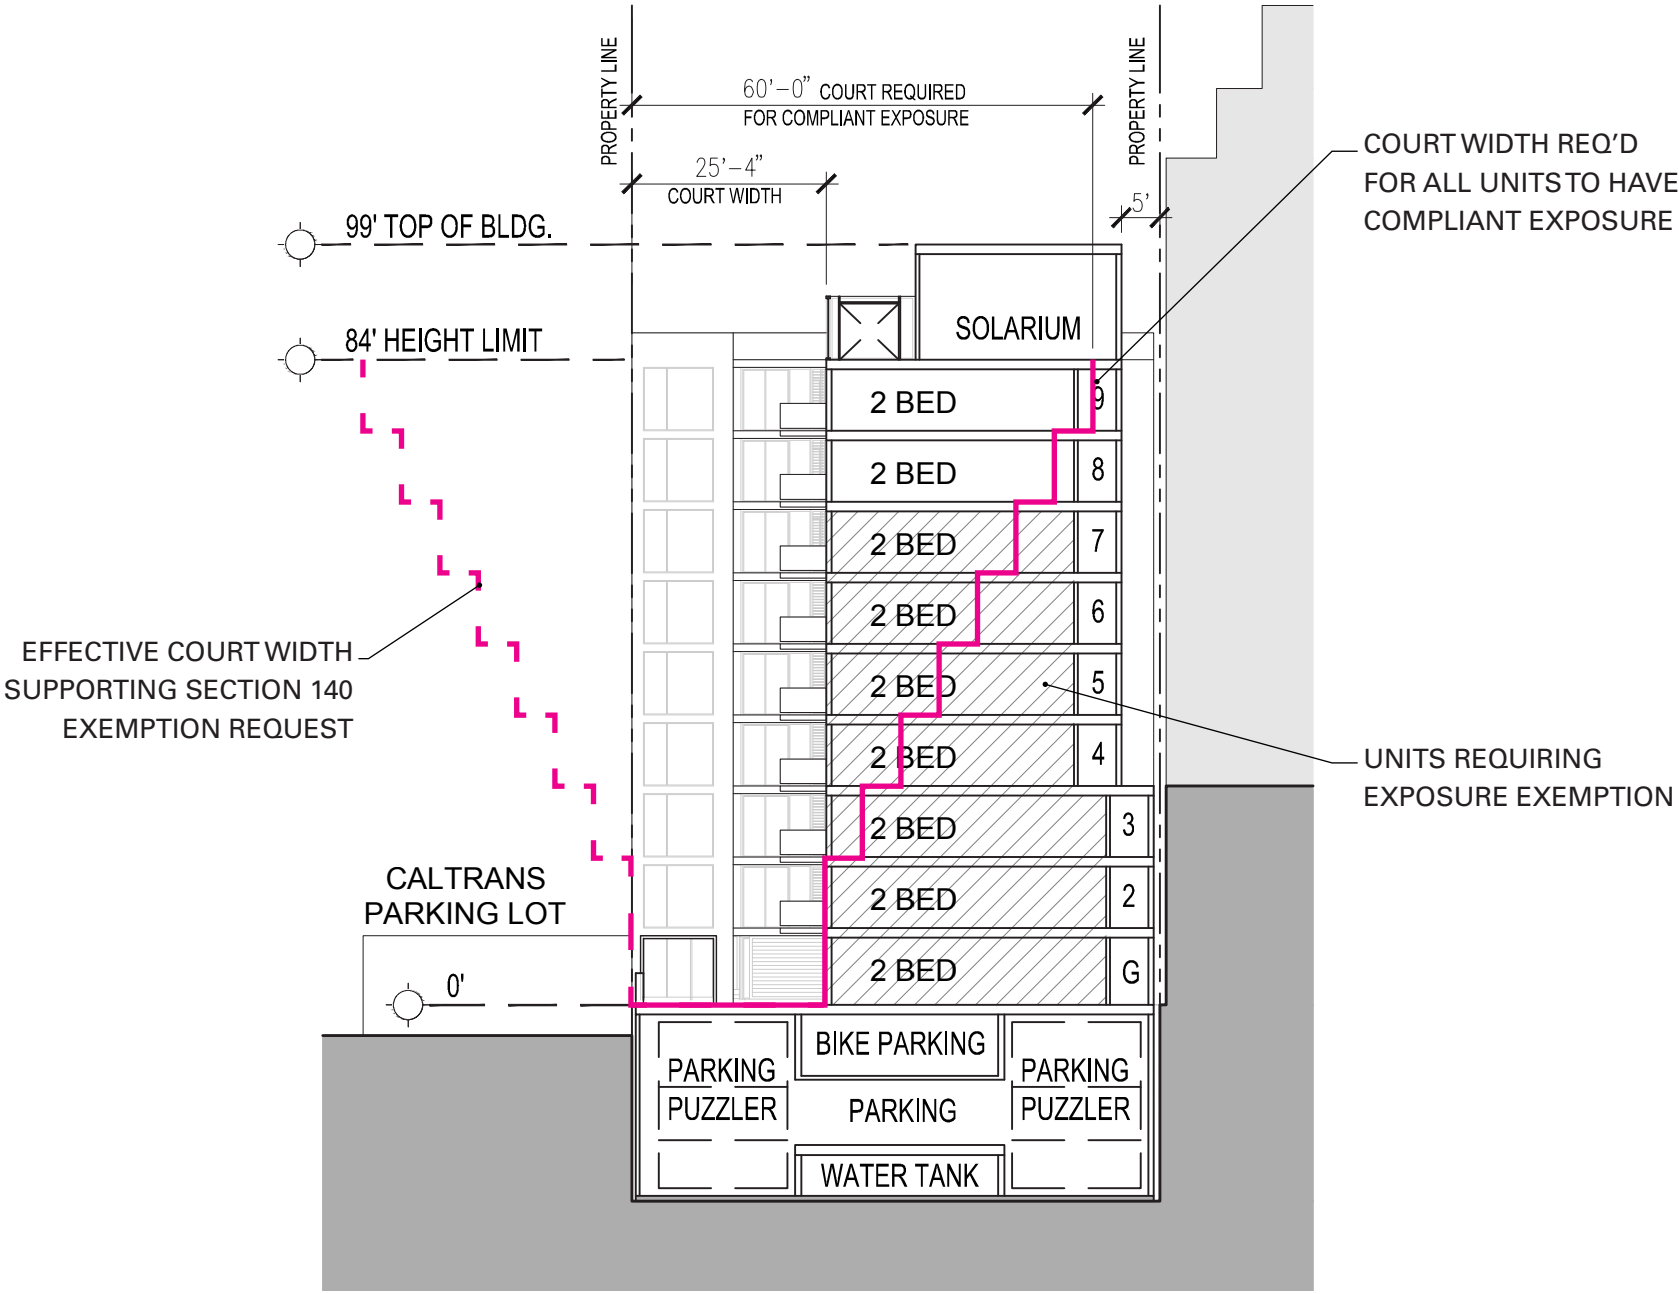 PROPERTY LINE
PROPERTY LINE
60'-0" COURT REQUIRED
FOR COMPLIANT EXPOSURE
25'-4"
COURT WIDTH
5'
COURT WIDTH REQ'D
FOR ALL UNITS TO HAVE
COMPLIANT EXPOSURE
99' TOP OF BLDG.
84' HEIGHT LIMIT
SOLARIUM
2 BED 9
2 BED 8
2 BED 7
2 BED 6
2 BED 5
2 BED 4
2 BED 3
2 BED 2
2 BED G
EFFECTIVE COURT WIDTH
SUPPORTING SECTION 140
EXEMPTION REQUEST
UNITS REQUIRING
EXPOSURE EXEMPTION
CALTRANS
PARKING LOT
0'
BIKE PARKING
PARKING
PUZZLER
PARKING
PARKING
PUZZLER
WATER TANK